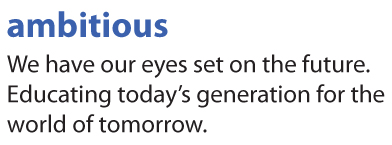 ambitious
We have our eyes set on the future.
Educating today’s generation for the
world of tomorrow.